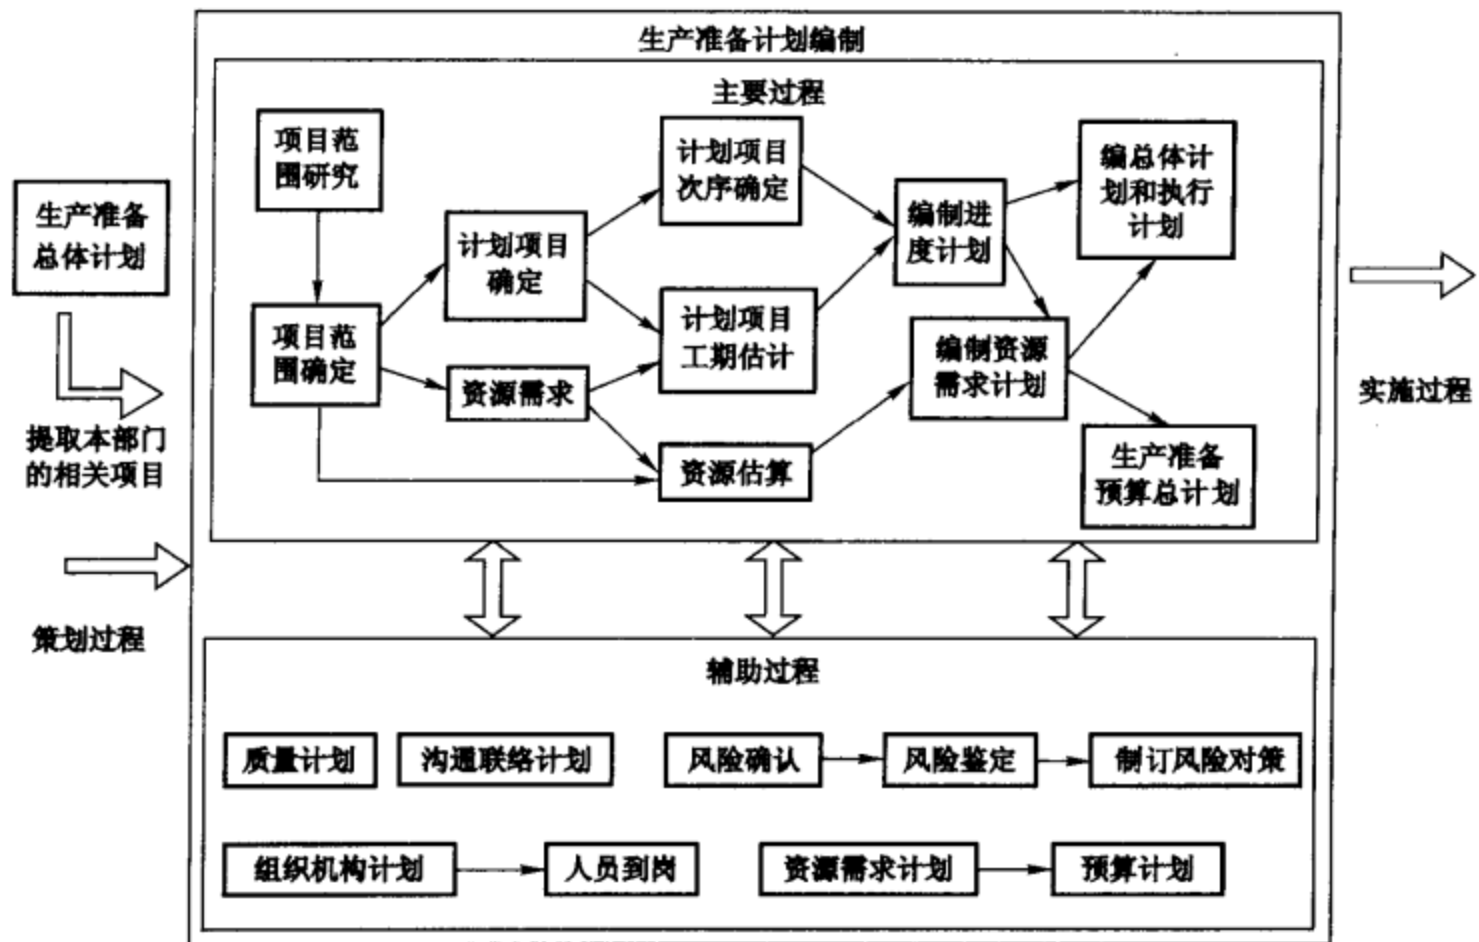 生产准备计划编制
主要过程
项目范
围研究
计划项目
次序确定
编总体计
划和执行
计划
生产准备
总体计划
计划项目
确定
编制进
度计划
项目范
围确定
计划项目
工期估计
编制资源
需求计划
资源需求
实施过程
提取本部门
的相关项目
资源估算
生产准备
预算总计划
策划过程
辅助过程
质量计划
沟通联络计划
风险确认
风险鉴定
制订风险对策
组织机构计划
人员到岗
资源需求计划
预算计划